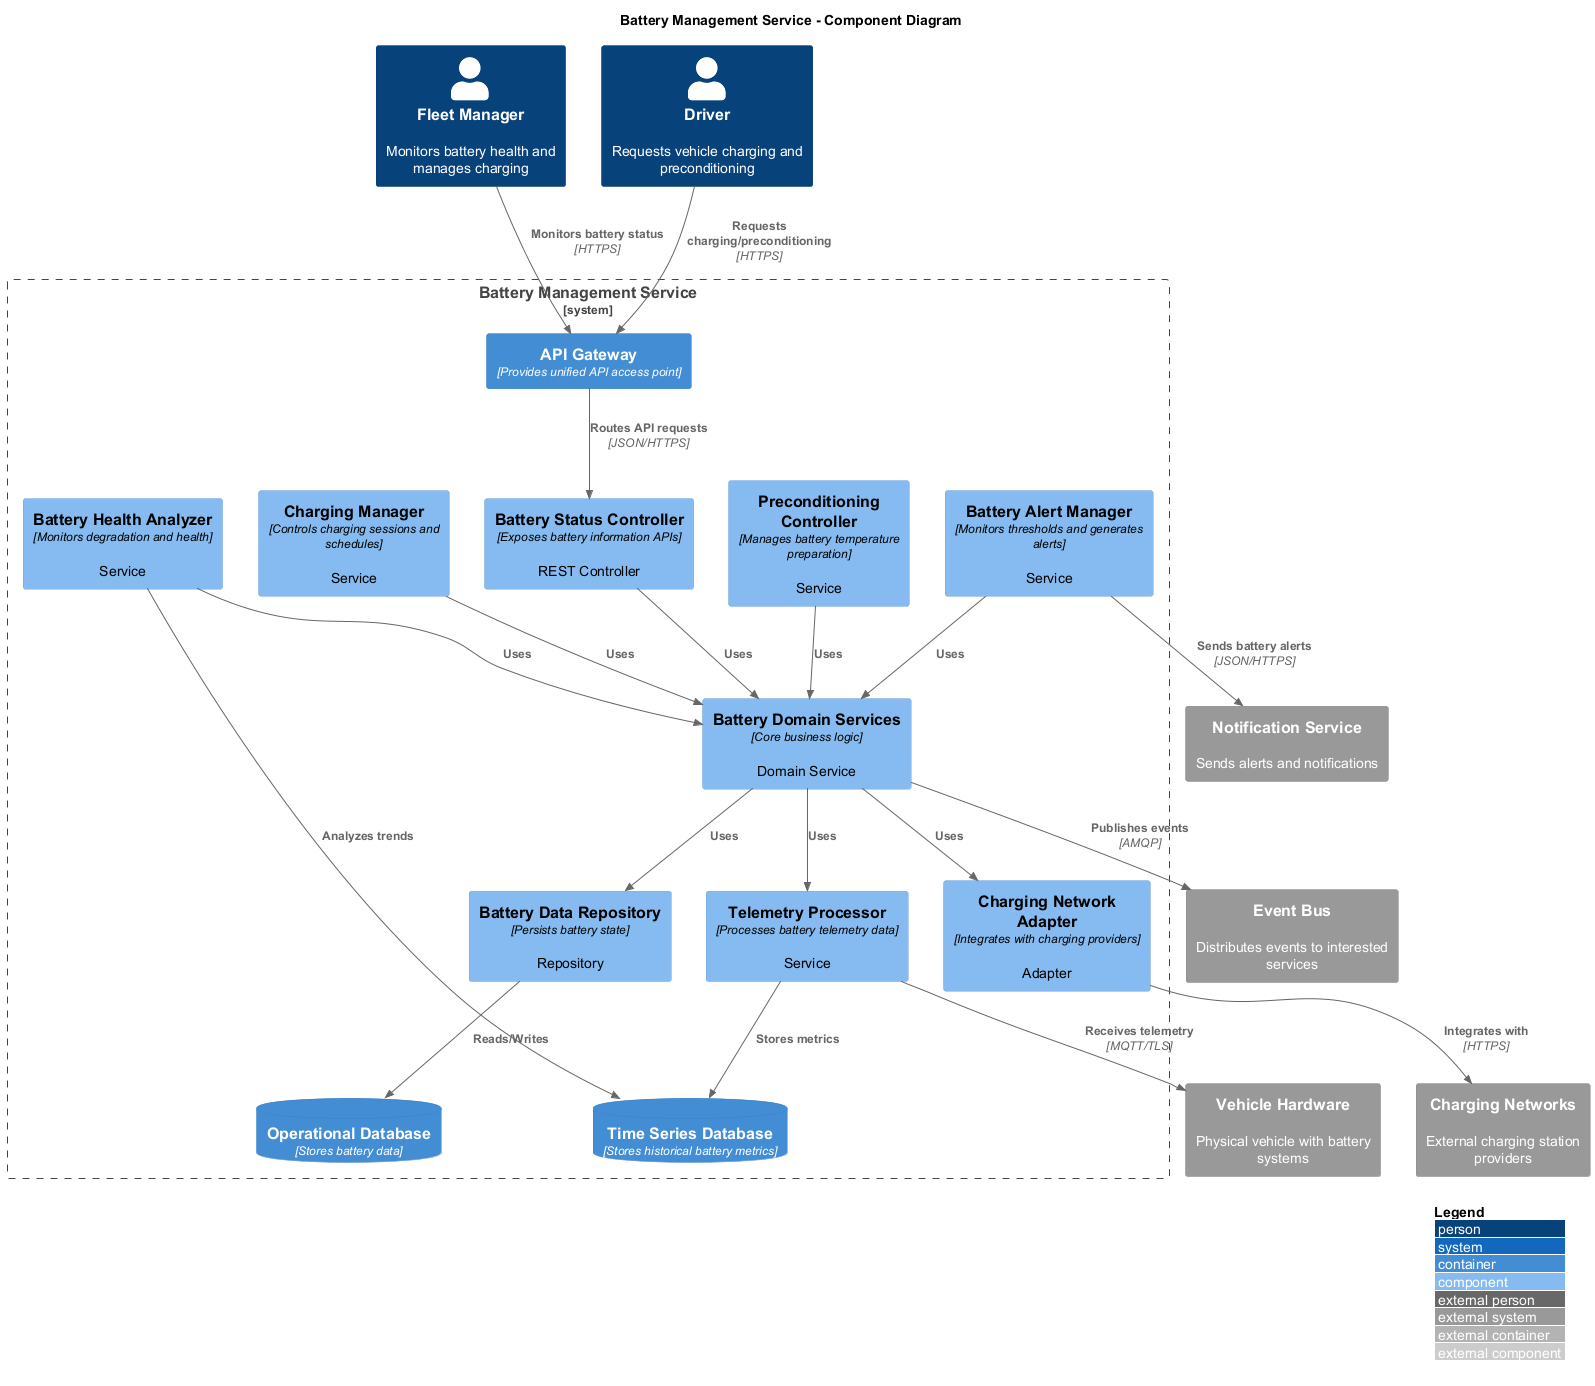 Battery Management Service - Component Diagram
Fleet Manager
Monitors battery health and
manages charging
Driver
Requests vehicle charging and
preconditioning
Monitors battery status
[HTTPS]
Requests
charging/preconditioning
[HTTPS]
Battery Management Service
[system]
API Gateway
[Provides unified API access point]
Routes API requests
[JSON/HTTPS]
Battery Health Analyzer
[Monitors degradation and health]
Service
Charging Manager
[Controls charging sessions and
schedules]
Service
Battery Status Controller
[Exposes battery information APIs]
REST Controller
Preconditioning
Controller
[Manages battery temperature
preparation]
Service
Battery Alert Manager
[Monitors thresholds and generates
alerts]
Service
Uses
Uses
Uses
Uses
Uses
Sends battery alerts
[JSON/HTTPS]
Battery Domain Services
[Core business logic]
Domain Service
Notification Service
Sends alerts and notifications
Analyzes trends
Uses
Uses
Uses
Publishes events
[AMQP]
Battery Data Repository
[Persists battery state]
Repository
Telemetry Processor
[Processes battery telemetry data]
Service
Charging Network
Adapter
[Integrates with charging providers]
Adapter
Event Bus
Distributes events to interested
services
Reads/Writes
Stores metrics
Receives telemetry
[MQTT/TLS]
Integrates with
[HTTPS]
Operational Database
[Stores battery data]
Time Series Database
[Stores historical battery metrics]
Vehicle Hardware
Physical vehicle with battery
systems
Charging Networks
External charging station
providers
Legend
person
system
container
component
external person
external system
external container
external component